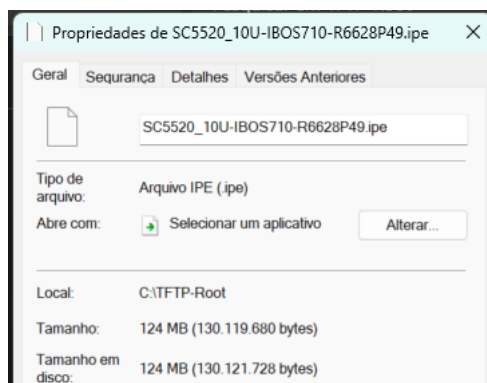 Propriedades de SC5520_10U-IBOS710-R6628P49.ipe
Geral Segurança Detalhes Versões Anteriores
SC5520_10U-IBOS710-R6628P49.ipe
Tipo de arquivo: Arquivo IPE (.ipe)
Abre com: Selecionar um aplicativo Alterar...
Local: C:\TFTP-Root
Tamanho: 124 MB (130.119.680 bytes)
Tamanho em disco: 124 MB (130.121.728 bytes)